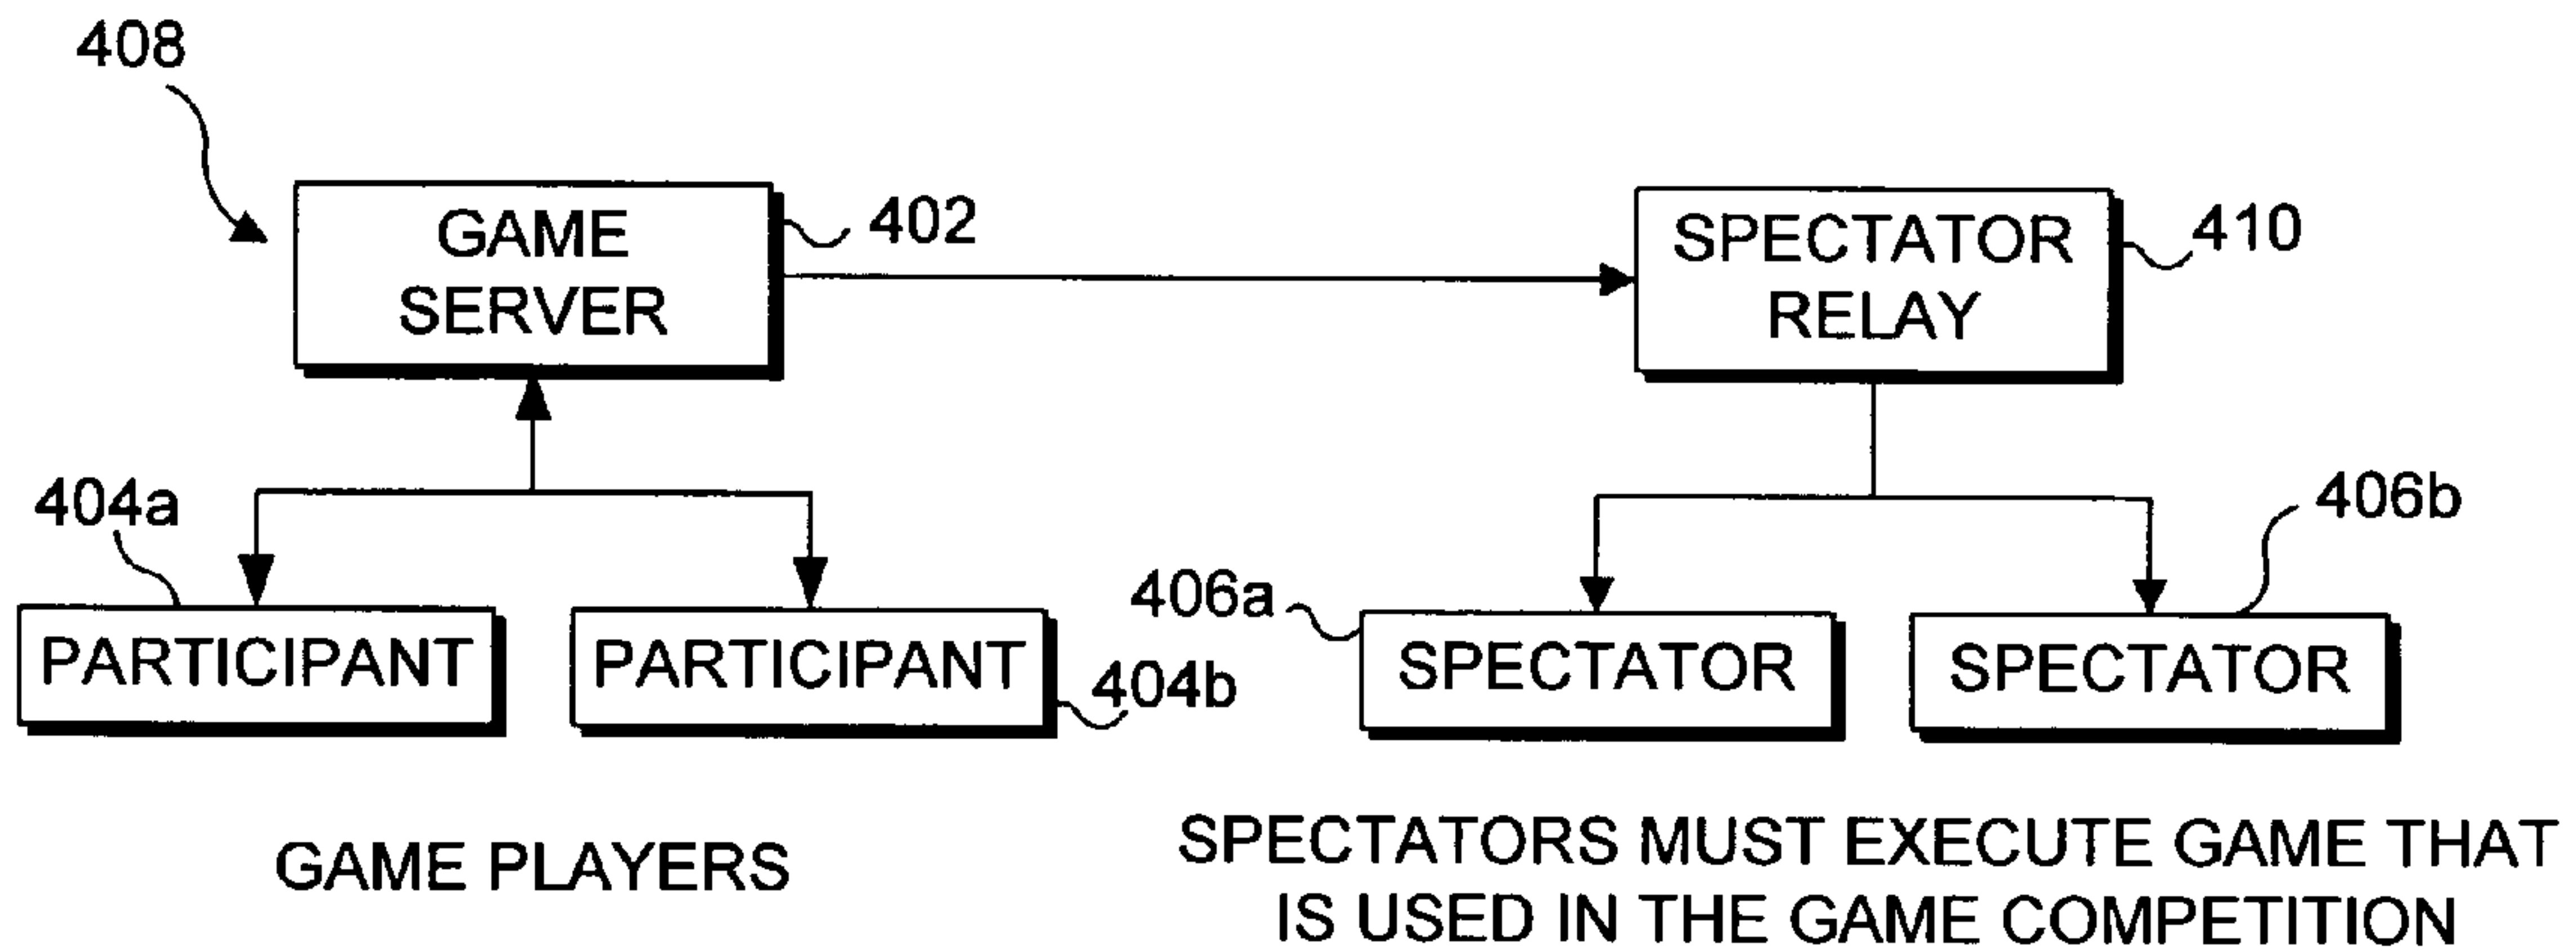 408
GAME
SERVER
402
SPECTATOR
RELAY
410
404a
PARTICIPANT
PARTICIPANT
404b
406a
SPECTATOR
406b
SPECTATOR
GAME PLAYERS
SPECTATORS MUST EXECUTE GAME THAT
IS USED IN THE GAME COMPETITION